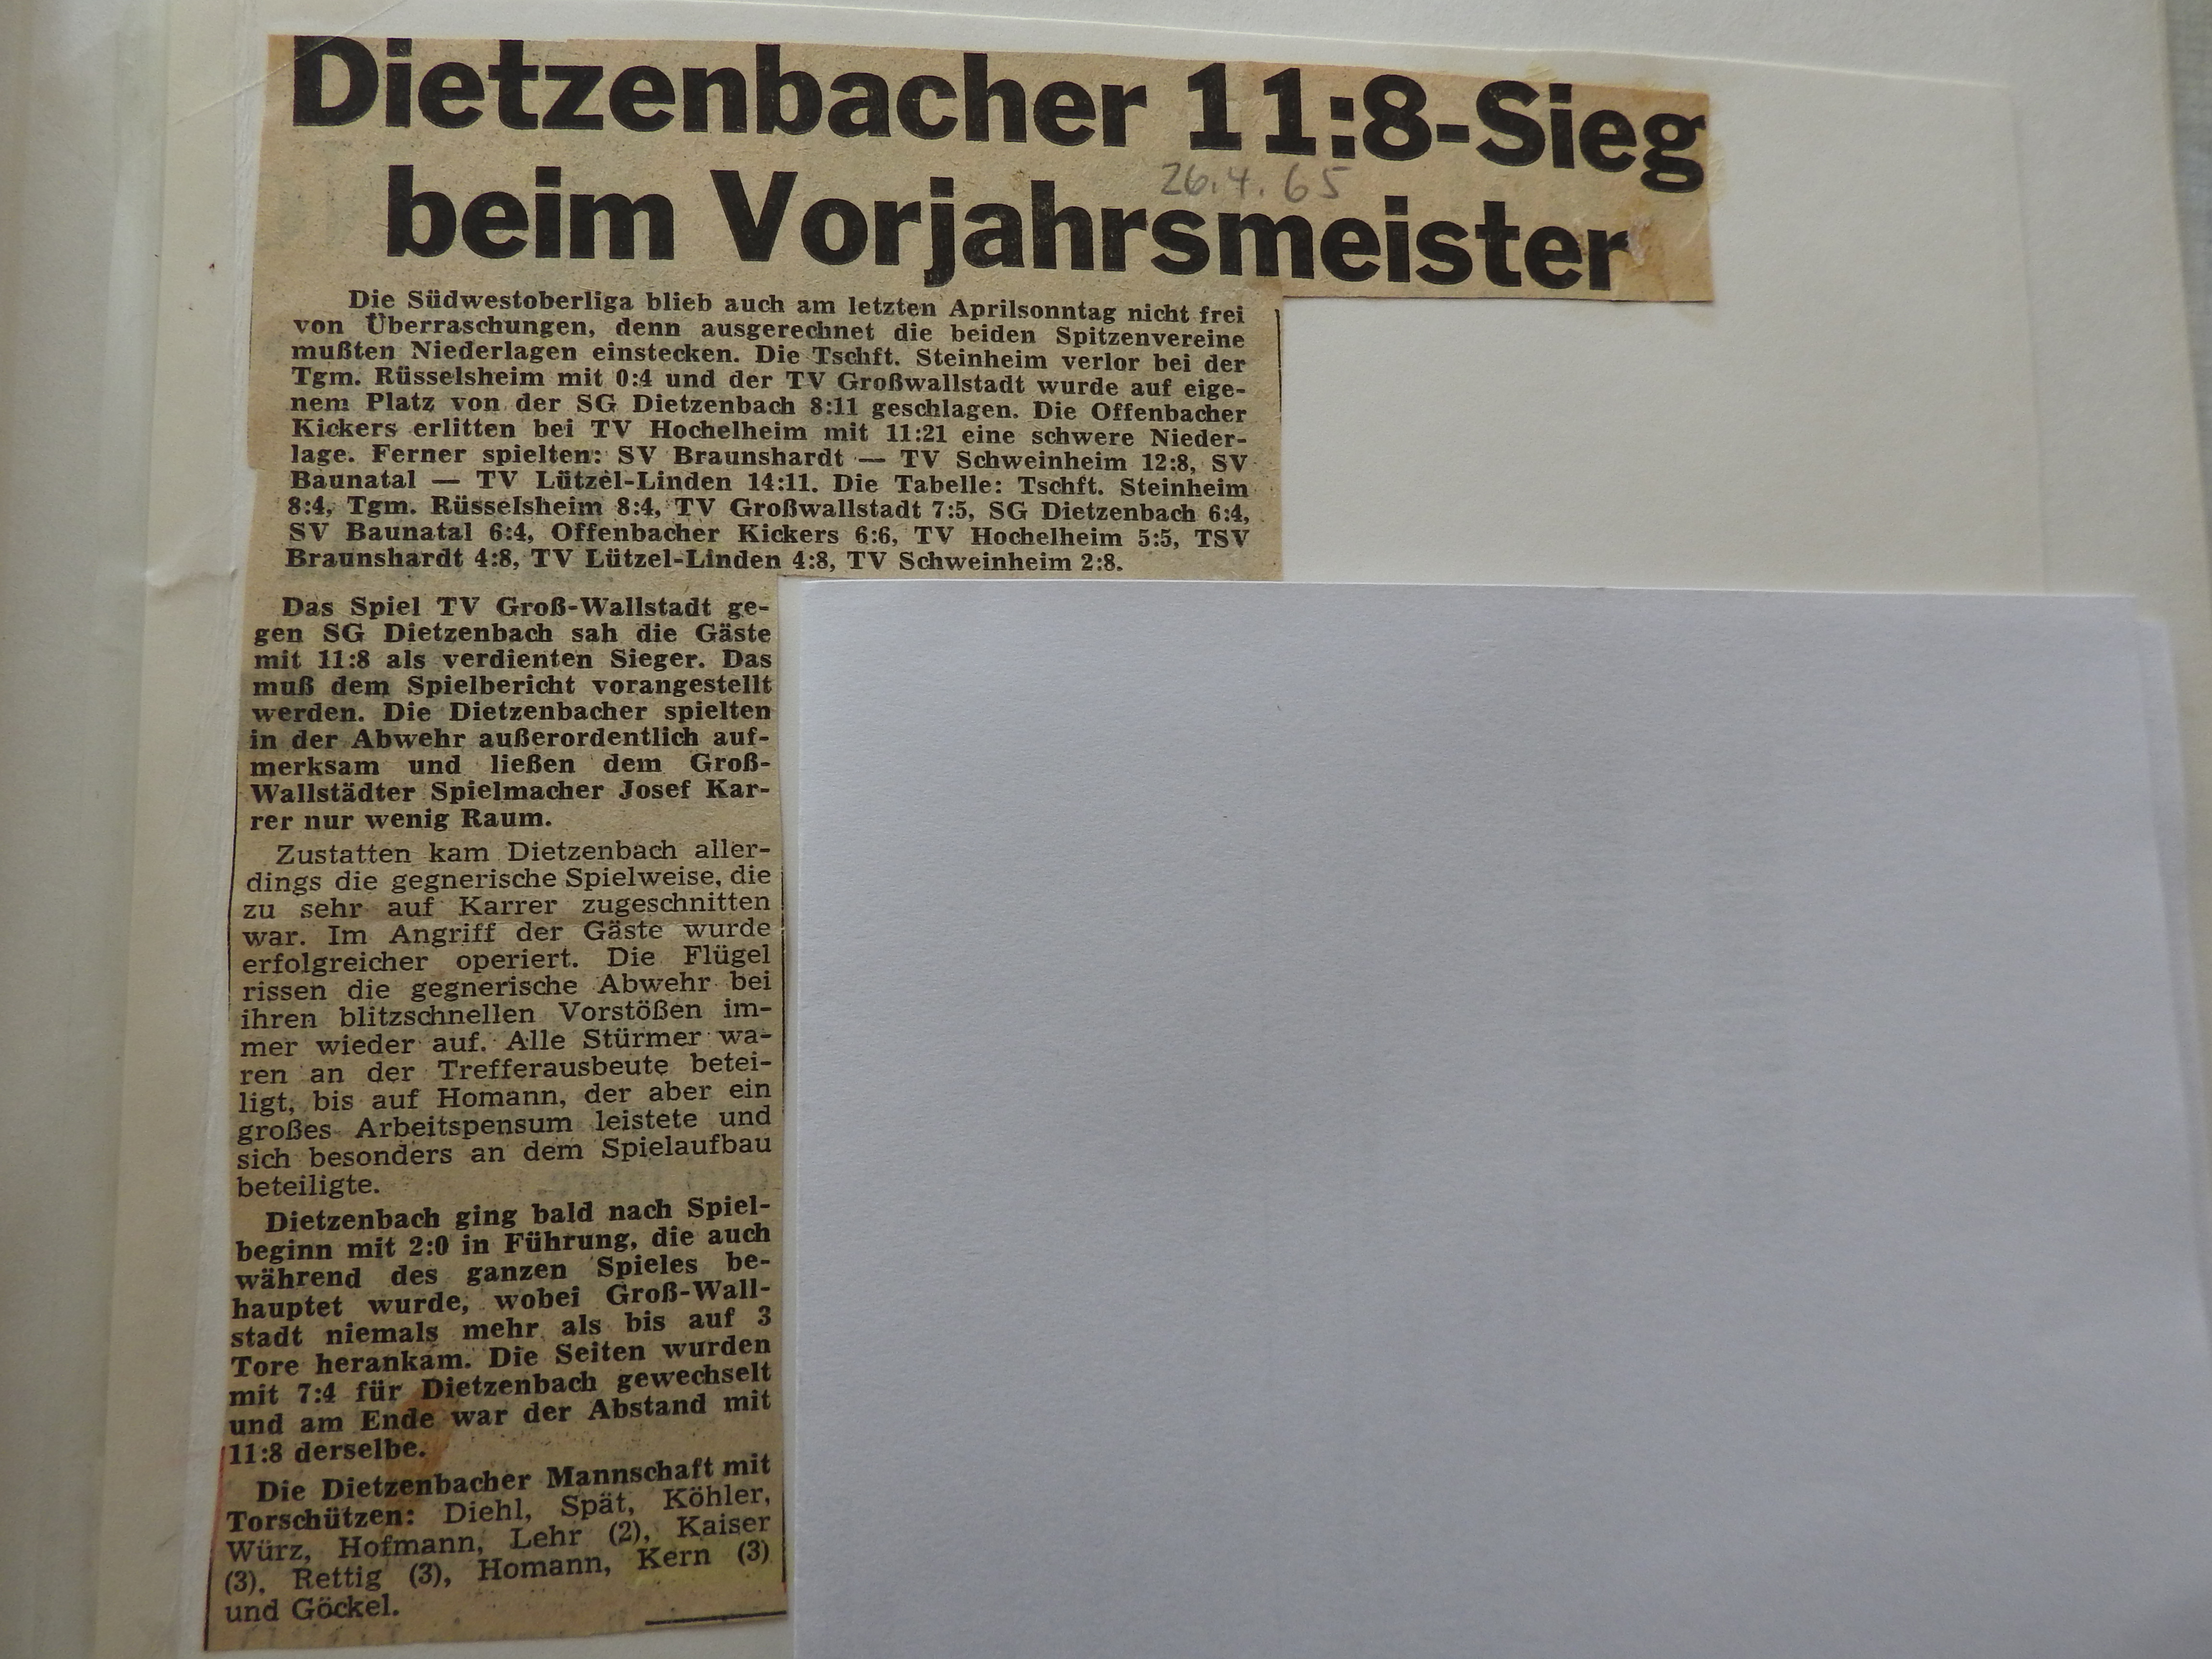 Dietzenbacher 11:8-Sieg
26.4.65
beim Vorjahrsmeister
Die Südwestoberliga blieb auch am letzten Aprilsonntag nicht frei
von Überraschungen, denn ausgerechnet die beiden Spitzenvereine
mußten Niederlagen einstecken. Die Tschft. Steinheim verlor bei der
Tgm. Rüsselsheim mit 0:4 und der TV Großwallstadt wurde auf eige-
nem Platz von der SG Dietzenbach 8:11 geschlagen. Die Offenbacher
Kickers erlitten bei TV Hochelheim mit 11:21 eine schwere Nieder-
lage. Ferner spielten: SV Braunshardt — TV Schweinheim 12:8, SV
Baunatal — TV Lützel-Linden 14:11. Die Tabelle: Tschft. Steinheim
8:4, Tgm. Rüsselsheim 8:4, TV Großwallstadt 7:5, SG Dietzenbach 6:4,
SV Baunatal 6:4, Offenbacher Kickers 6:6, TV Hochelheim 5:5, TSV
Braunshardt 4:8, TV Lützel-Linden 4:8, TV Schweinheim 2:8.
Das Spiel TV Groß-Wallstadt ge-
gen SG Dietzenbach sah die Gäste
mit 11:8 als verdienten Sieger. Das
muß dem Spielbericht vorangestellt
werden. Die Dietzenbacher spielten
in der Abwehr außerordentlich auf-
merksam und ließen dem Groß-
Wallstädter Spielmacher Josef Kar-
rer nur wenig Raum.
Zustatten kam Dietzenbach aller-
dings die gegnerische Spielweise, die
zu sehr auf Karrer zugeschnitten
war. Im Angriff der Gäste wurde
erfolgreicher operiert. Die Flügel
rissen die gegnerische Abwehr bei
ihren blitzschnellen Vorstößen im-
mer wieder auf. Alle Stürmer wa-
ren an der Trefferausbeute betei-
ligt, bis auf Homann, der aber ein
großes Arbeitspensum leistete und
sich besonders an dem Spielaufbau
beteiligte.
Dietzenbach ging bald nach Spiel-
beginn mit 2:0 in Führung, die auch
während des ganzen Spieles be-
hauptet wurde, wobei Groß-Wall-
stadt niemals mehr als bis auf 3
Tore herankam. Die Seiten wurden
mit 7:4 für Dietzenbach gewechselt
und am Ende war der Abstand mit
11:8 derselbe.
Die Dietzenbacher Mannschaft mit
Torschützen: Diehl, Spät, Köhler,
Würz, Hofmann, Lehr (2), Kaiser
(3), Rettig (3), Homann, Kern (3)
und Göckel.